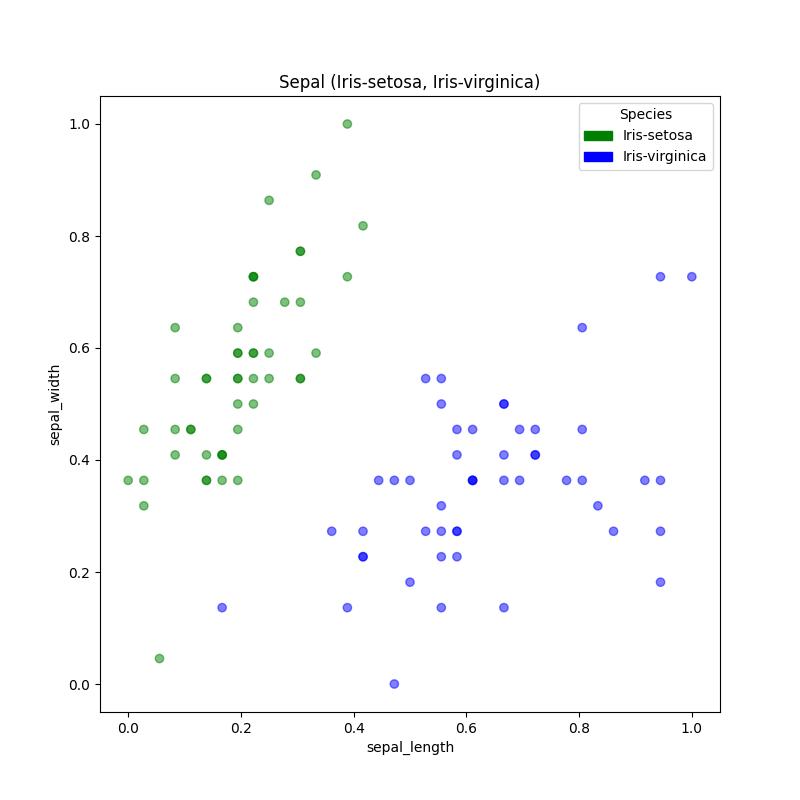 Sepal (Iris-setosa, Iris-virginica)
Species
Iris-setosa
Iris-virginica
sepal_width
1.0
0.8
0.6
0.4
0.2
0.0
0.0 0.2 0.4 0.6 0.8 1.0
sepal_length